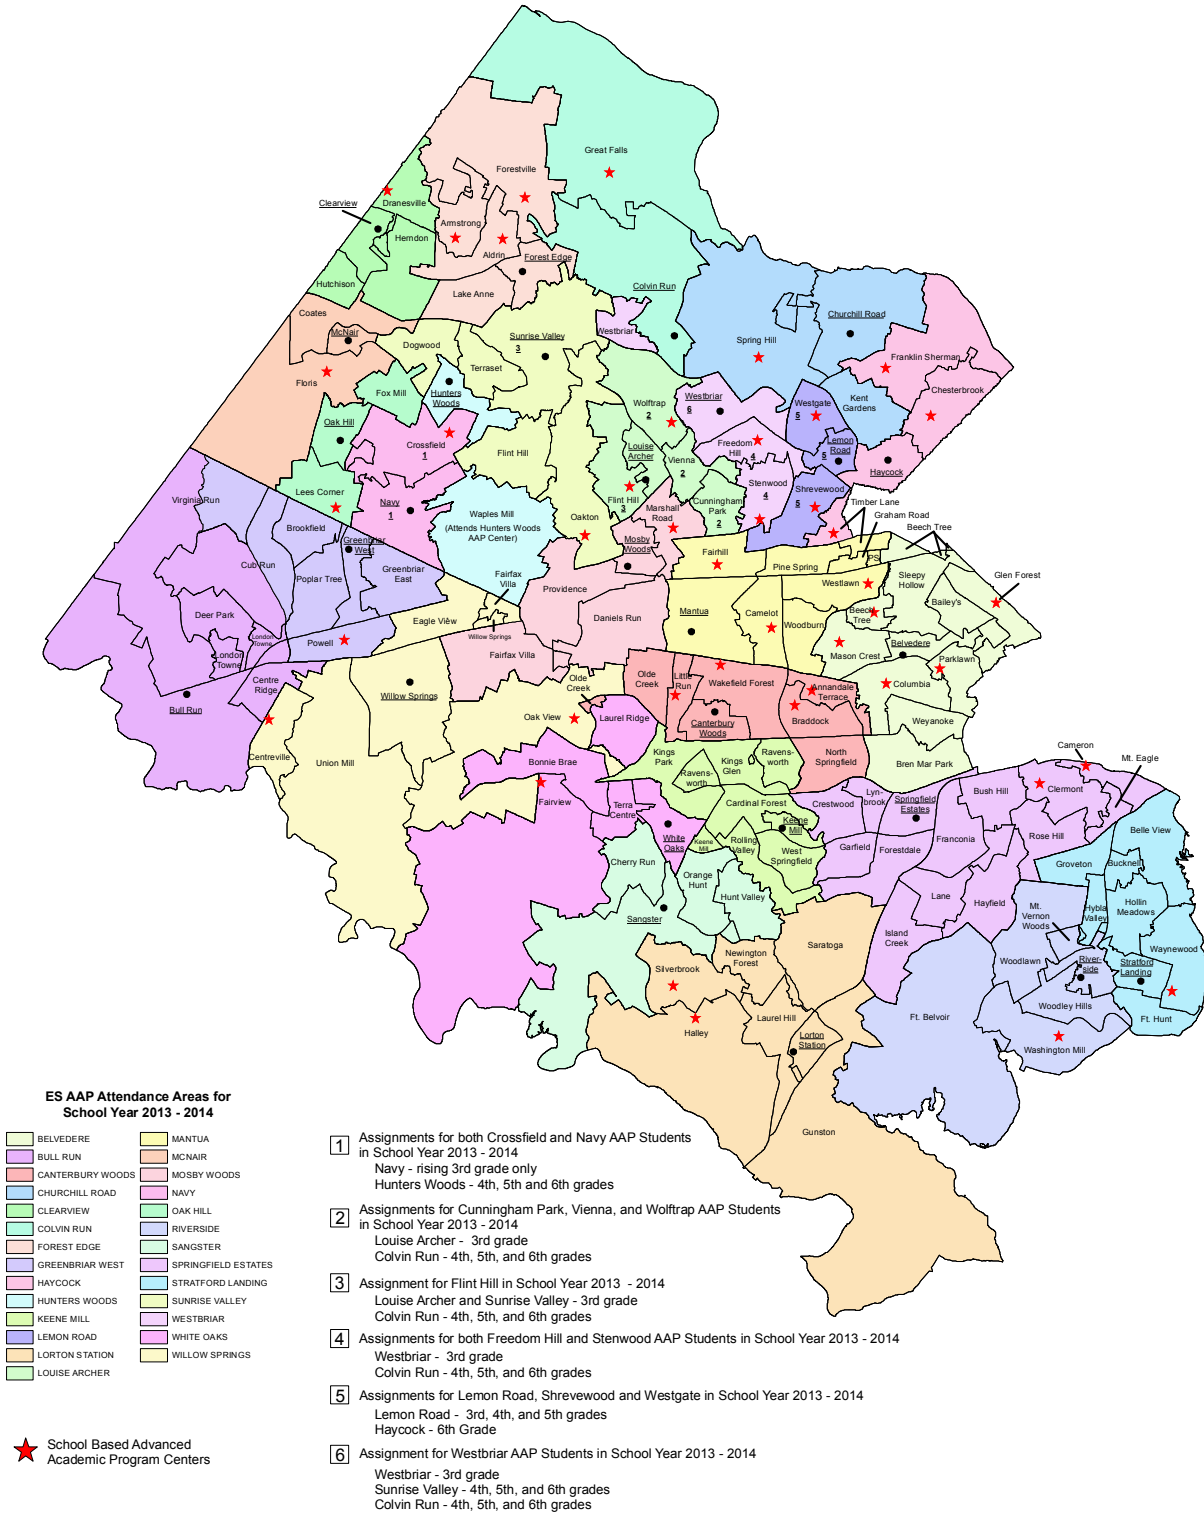 Great Falls
Forestville
Dranesville
Clearview
Armstrong
Herndon
Aldrin
Forest Edge
Hutchison
Lake Anne
Colvin Run
Coates
McNair
Westbriar
Sunrise Valley
3
Dogwood
Terraset
Churchill Road
Spring Hill
Franklin Sherman
Floris
Fox Mill
Hunters
Woods
Chesterbrook
Kent
Gardens
Westgate
5
Westbriar
6
Wolftrap
2
Oak Hill
Crossfield
1
Louise
Archer
Freedom
Hill
4
Lemon
Road
5
Flint Hill
Vienna
2
Haycock
Stenwood
4
Lees Corner
Shrevewood
5
Virginia Run
Navy
1
Flint Hill
3
Cunningham
Park
2
Timber Lane
Graham Road
Beech Tree
Waples Mill
(Attends Hunters Woods
AAP Center)
Oakton
Marshall
Road
Brookfield
Greenbriar
West
Mosby
Woods
Fairhill
PS
Pine Spring
Cub Run
Poplar Tree
Greenbriar
East
Fairfax
Villa
Providence
Westlawn
Sleepy
Hollow
Glen Forest
Bailey's
Deer Park
Eagle View
Daniels Run
Mantua
Camelot
Woodburn
Beech
Tree
London
Towne
Powell
Willow Springs
Belvedere
London
Towne
Fairfax Villa
Mason Crest
Parklawn
Centre
Ridge
Willow Springs
Olde
Creek
Olde
Creek
Little
Run
Wakefield Forest
Annandale
Terrace
Columbia
Bull Run
Oak View
Laurel Ridge
Canterbury
Woods
Braddock
Weyanoke
Centreville
Union Mill
Bonnie Brae
Kings
Park
Kings
Glen
Ravens-
worth
North
Springfield
Bren Mar Park
Cameron
Mt. Eagle
Ravens-
worth
Fairview
Terra
Centre
Cardinal Forest
Crestwood
Lyn-
brook
Springfield
Estates
Bush Hill
Clermont
White
Oaks
Keene
Mill
Keene
Mill
Rolling
Valley
West
Springfield
Garfield
Forestdale
Franconia
Rose Hill
Belle View
Cherry Run
Orange
Hunt
Groveton
Bucknell
Hunt Valley
Lane
Hayfield
Mt.
Vernon
Woods
Hybla
Valley
Hollin
Meadows
Sangster
Island
Creek
Waynewood
Saratoga
Newington
Forest
Silverbrook
Woodlawn
River-
side
Stratford
Landing
Laurel Hill
Ft. Belvoir
Woodley Hills
Ft. Hunt
Halley
Lorton
Station
Washington Mill
Gunston
ES AAP Attendance Areas for
School Year 2013 - 2014
BELVEDERE
BULL RUN
CANTERBURY WOODS
CHURCHILL ROAD
CLEARVIEW
COLVIN RUN
FOREST EDGE
GREENBRIAR WEST
HAYCOCK
HUNTERS WOODS
KEENE MILL
LEMON ROAD
LORTON STATION
LOUISE ARCHER
MANTUA
MCNAIR
MOSBY WOODS
NAVY
OAK HILL
RIVERSIDE
SANGSTER
SPRINGFIELD ESTATES
STRATFORD LANDING
SUNRISE VALLEY
WESTBRIAR
WHITE OAKS
WILLOW SPRINGS
School Based Advanced
Academic Program Centers
1 Assignments for both Crossfield and Navy AAP Students
in School Year 2013 - 2014
Navy - rising 3rd grade only
Hunters Woods - 4th, 5th and 6th grades
2 Assignments for Cunningham Park, Vienna, and Wolftrap AAP Students
in School Year 2013 - 2014
Louise Archer - 3rd grade
Colvin Run - 4th, 5th, and 6th grades
3 Assignment for Flint Hill in School Year 2013 - 2014
Louise Archer and Sunrise Valley - 3rd grade
Colvin Run - 4th, 5th, and 6th grades
4 Assignments for both Freedom Hill and Stenwood AAP Students in School Year 2013 - 2014
Westbriar - 3rd grade
Colvin Run - 4th, 5th, and 6th grades
5 Assignments for Lemon Road, Shrevewood and Westgate in School Year 2013 - 2014
Lemon Road - 3rd, 4th, and 5th grades
Haycock - 6th Grade
6 Assignment for Westbriar AAP Students in School Year 2013 - 2014
Westbriar - 3rd grade
Sunrise Valley - 4th, 5th, and 6th grades
Colvin Run - 4th, 5th, and 6th grades